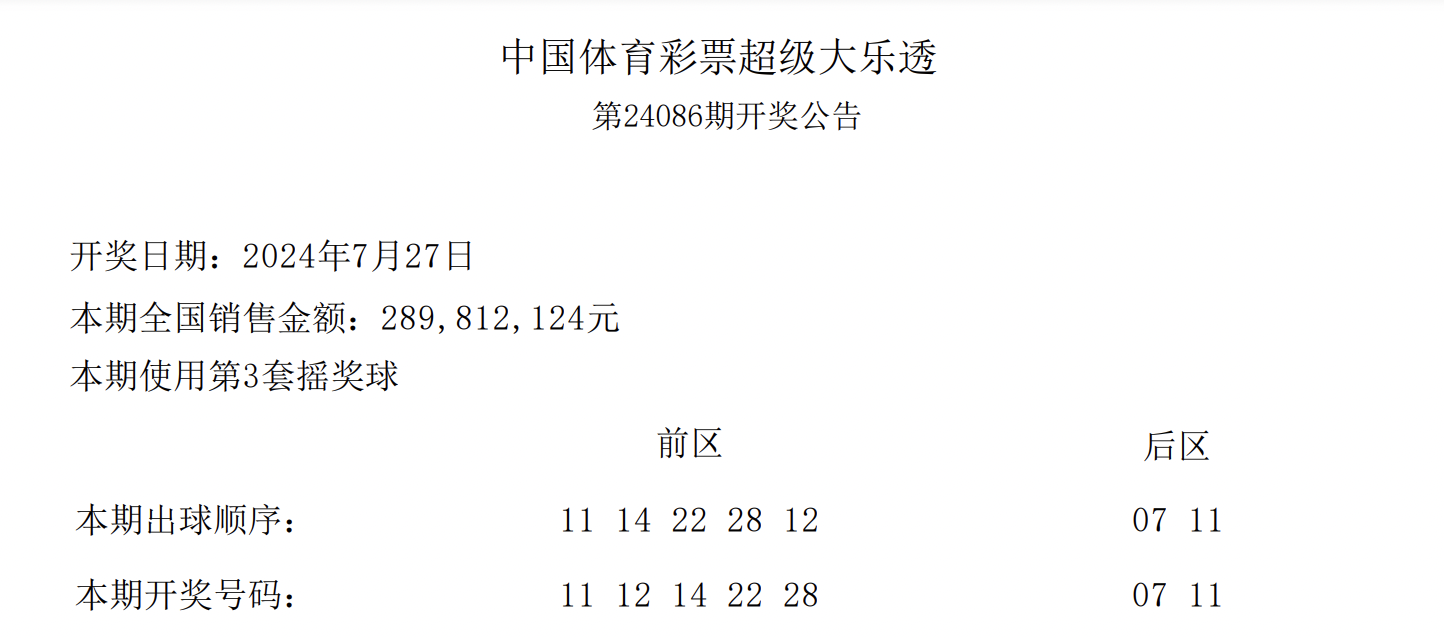 中国体育彩票超级大乐透
第24086期开奖公告
开奖日期：2024年7月27日
本期全国销售金额：289,812,124元
本期使用第3套摇奖球
前区 后区
本期出球顺序： 11 14 22 28 12 07 11
本期开奖号码： 11 12 14 22 28 07 11